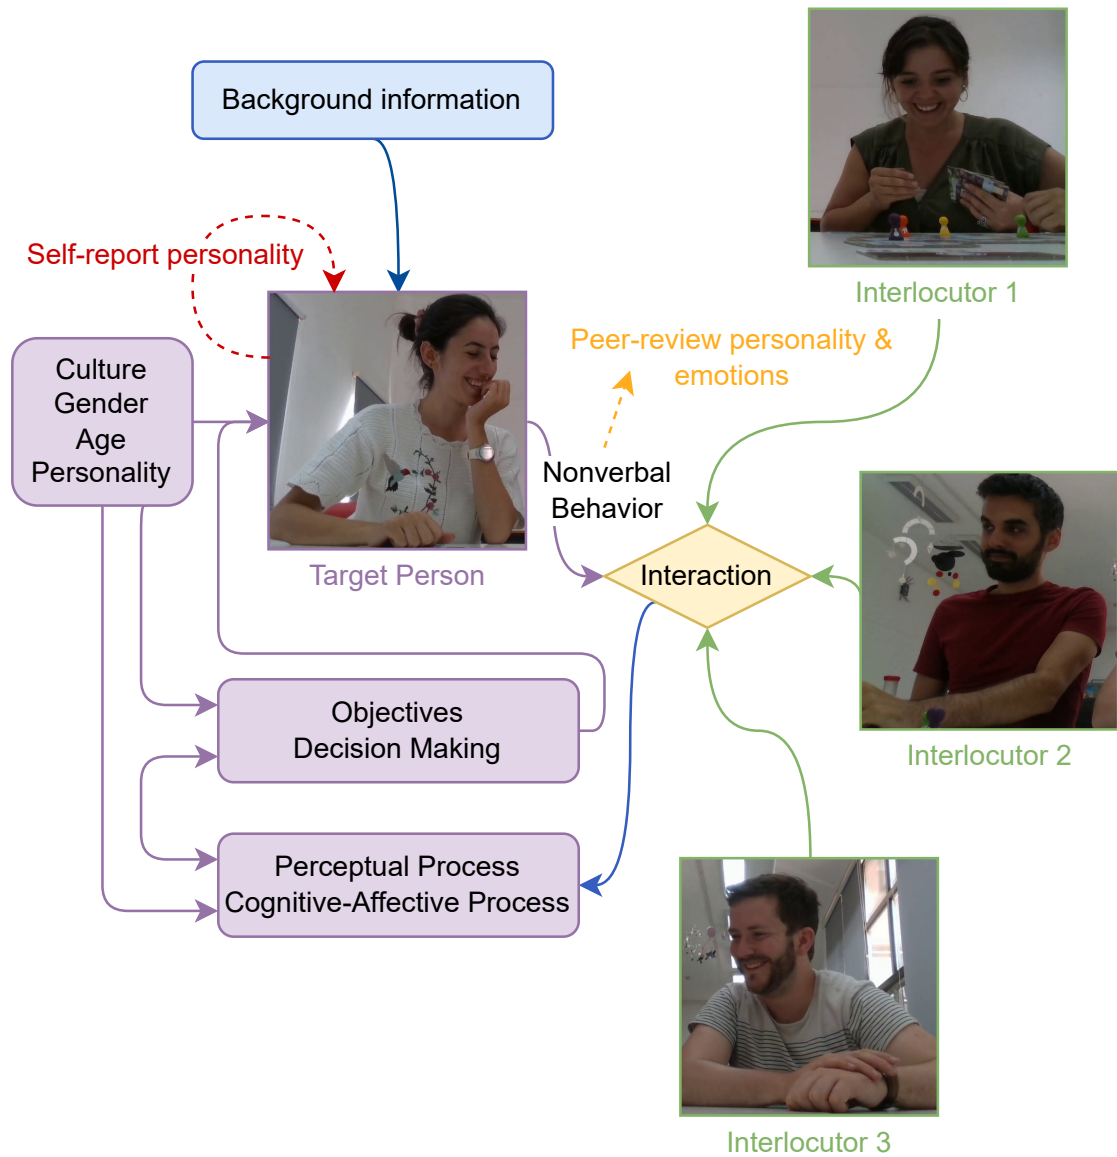 Background information
Self-report personality
Interlocutor 1
Culture
Gender
Age
Personality
Peer-review personality &
emotions
Nonverbal
Behavior
Target Person
Interaction
Objectives
Decision Making
Interlocutor 2
Perceptual Process
Cognitive-Affective Process
Interlocutor 3